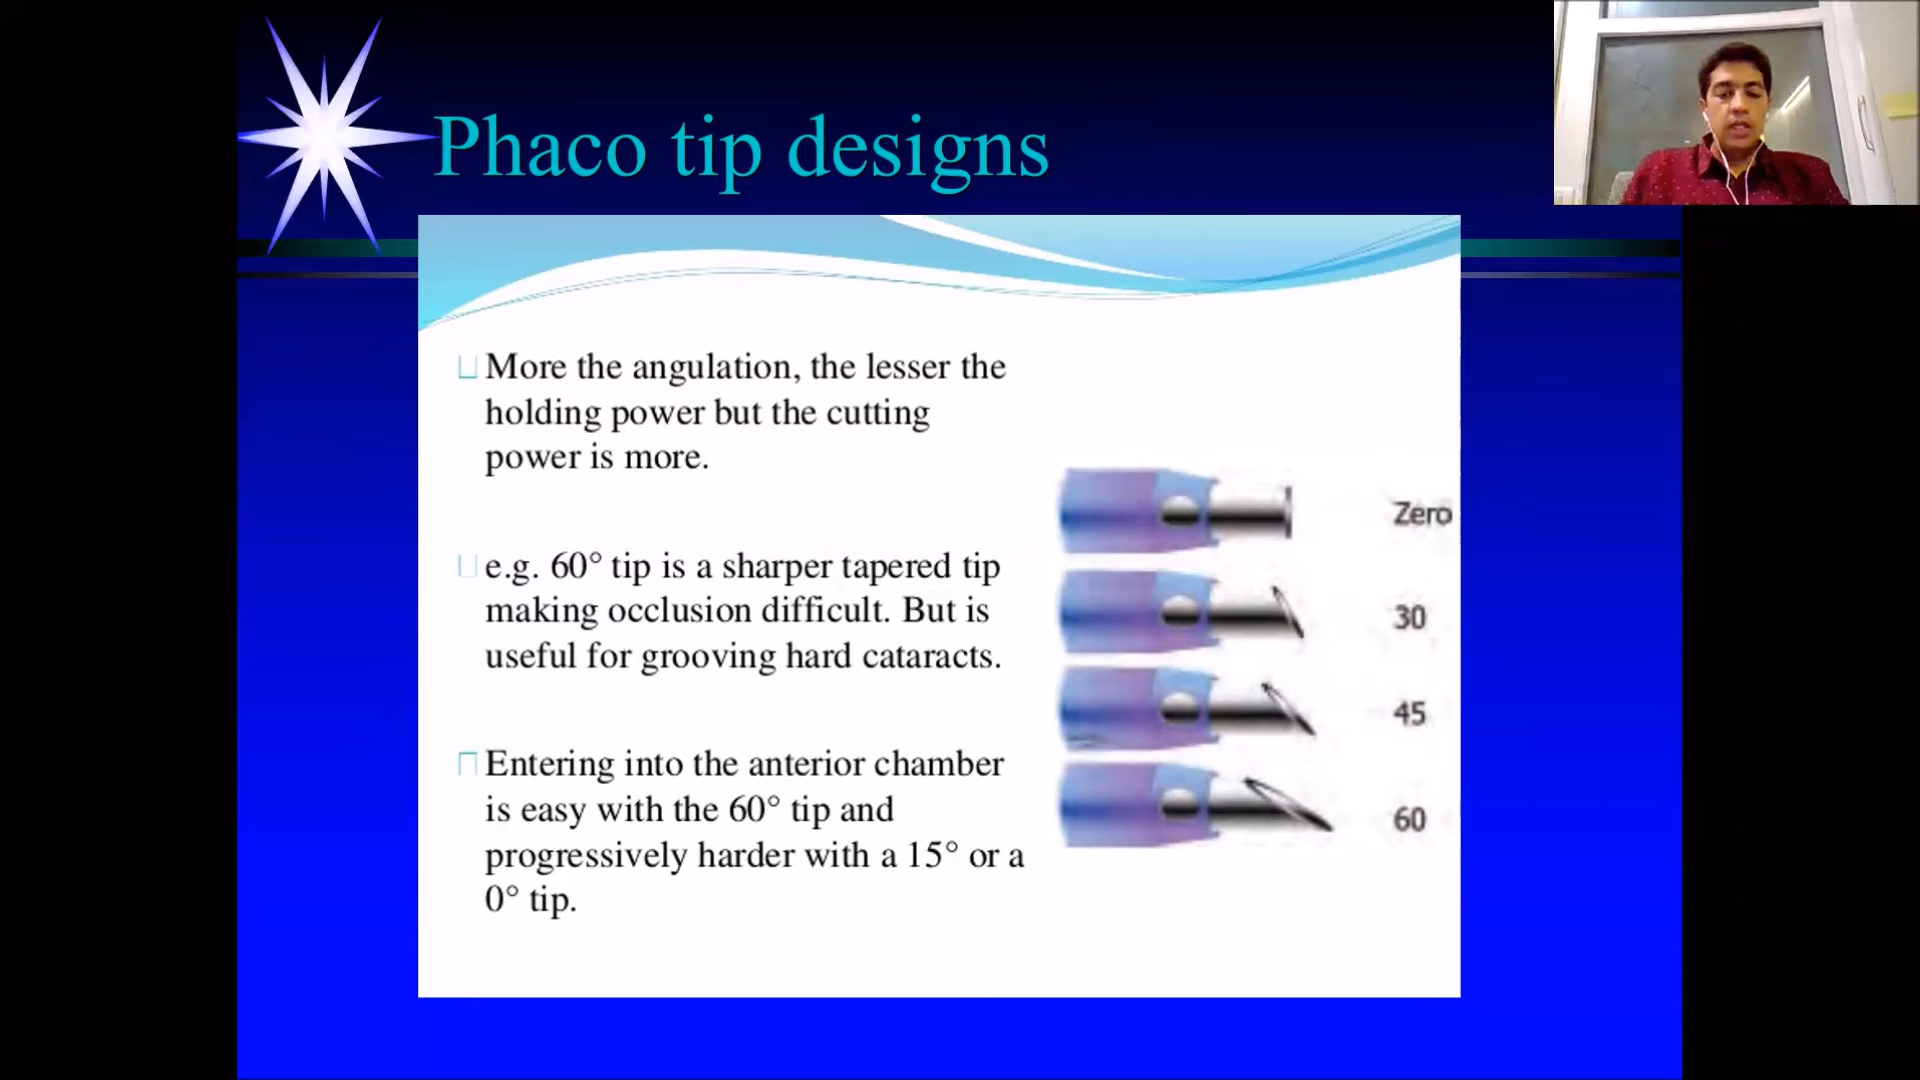 Phaco tip designs
More the angulation, the lesser the
holding power but the cutting
power is more.
e.g. 60° tip is a sharper tapered tip
making occlusion difficult. But is
useful for grooving hard cataracts.
Entering into the anterior chamber
is easy with the 60° tip and
progressively harder with a 15° or a
0° tip.
Zero
30
45
60